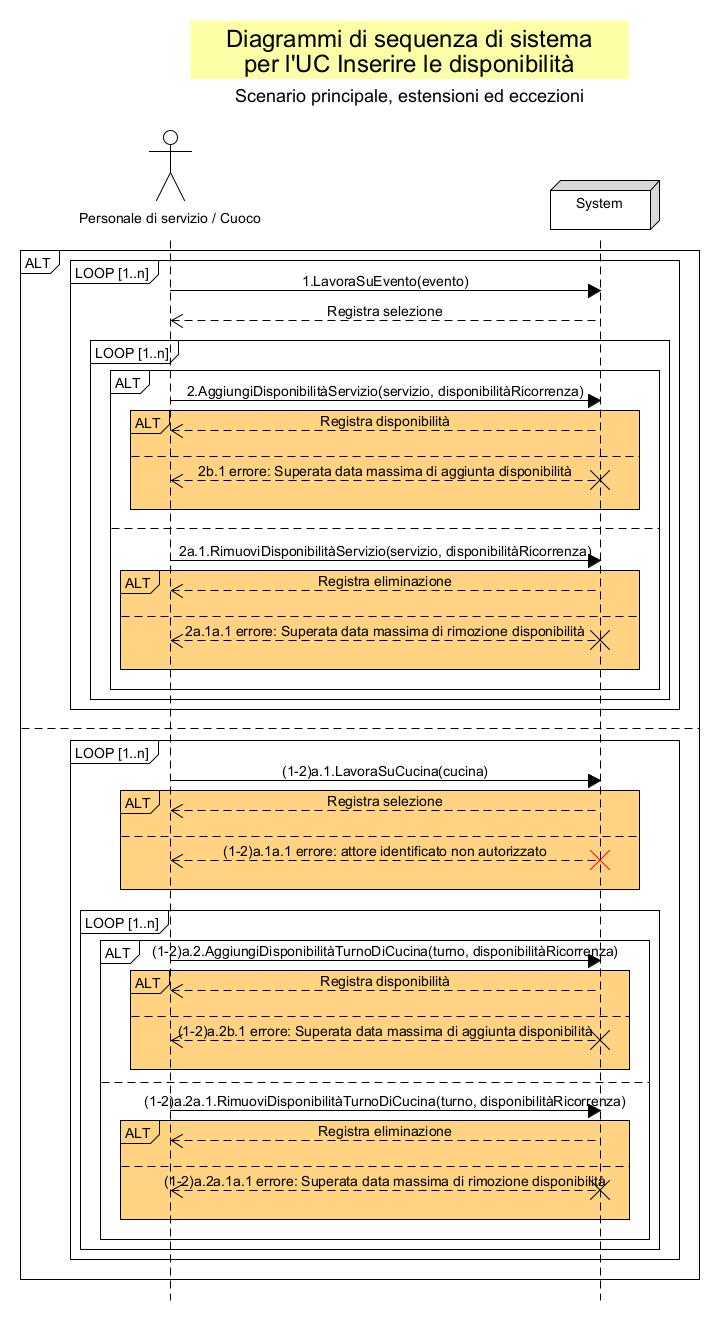 Diagrammi di sequenza di sistema
per l'UC Inserire le disponibilità
Scenario principale, estensioni ed eccezioni
Personale di servizio / Cuoco
System
ALT
LOOP [1..n]
1.LavoraSuEvento(evento)
Registra selezione
LOOP [1..n]
ALT
2.AggiungiDisponibilitàServizio(servizio, disponibilitàRicorrenza)
ALT
Registra disponibilità
2b.1 errore: Superata data massima di aggiunta disponibilità
2a.1.RimuoviDisponibilitàServizio(servizio, disponibilitàRicorrenza)
ALT
Registra eliminazione
2a.1a.1 errore: Superata data massima di rimozione disponibilità
LOOP [1..n]
(1-2)a.1.LavoraSuCucina(cucina)
ALT
Registra selezione
(1-2)a.1a.1 errore: attore identificato non autorizzato
LOOP [1..n]
ALT
(1-2)a.2.AggiungiDisponibilitàTurnoDiCucina(turno, disponibilitàRicorrenza)
ALT
Registra disponibilità
(1-2)a.2b.1 errore: Superata data massima di aggiunta disponibilità
(1-2)a.2a.1.RimuoviDisponibilitàTurnoDiCucina(turno, disponibilitàRicorrenza)
ALT
Registra eliminazione
(1-2)a.2a.1a.1 errore: Superata data massima di rimozione disponibilità